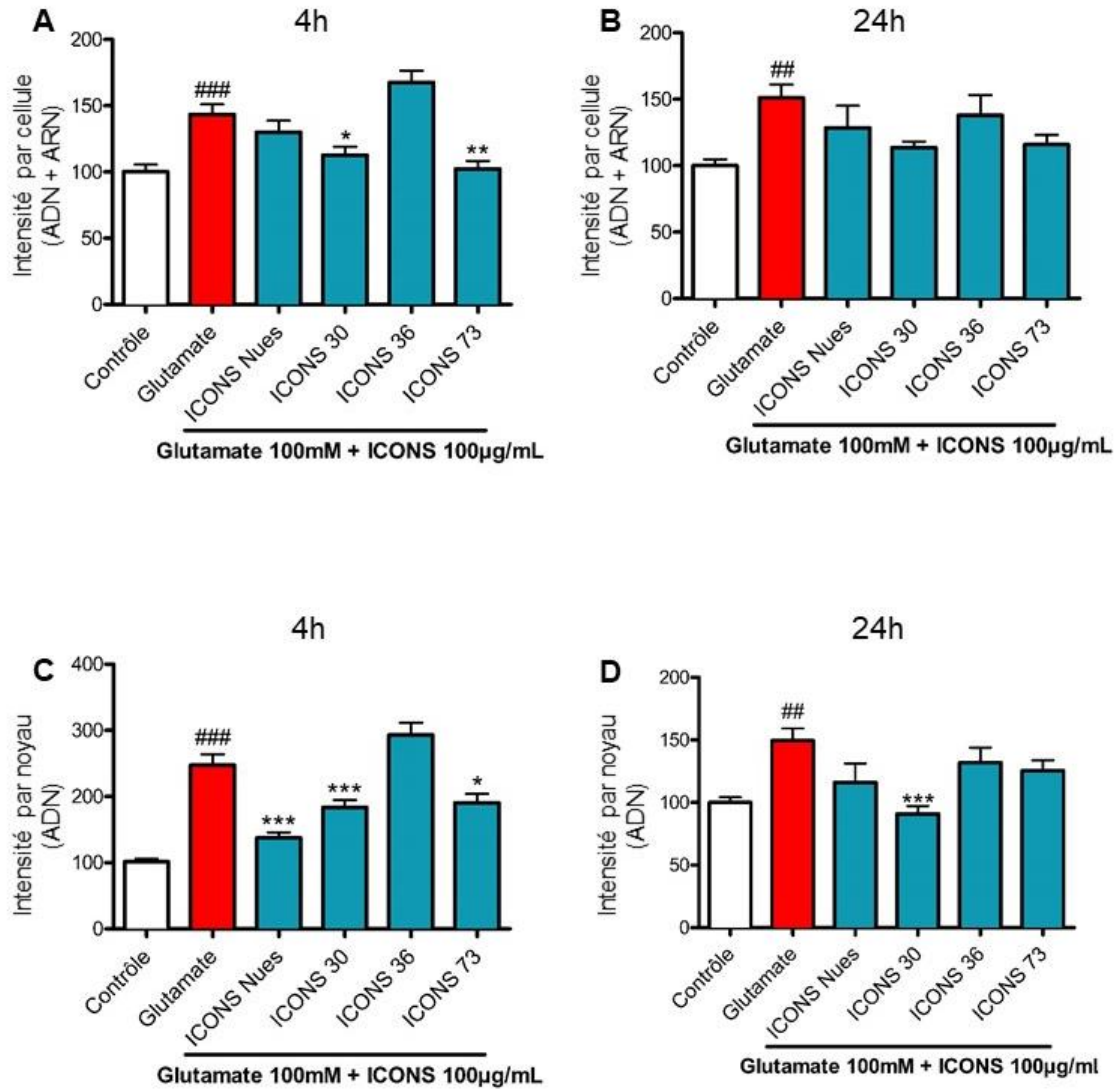 A
4h
Intensité par cellule
(ADN + ARN)
200
150
100
50
0
###
*
**
Contrôle
Glutamate
ICONS Nues
ICONS 30
ICONS 36
ICONS 73
Glutamate 100mM + ICONS 100µg/mL
B
24h
Intensité par cellule
(ADN + ARN)
200
150
100
50
0
##
Contrôle
Glutamate
ICONS Nues
ICONS 30
ICONS 36
ICONS 73
Glutamate 100mM + ICONS 100µg/mL
C
4h
Intensité par noyau
(ADN)
400
300
200
100
0
###
***
***
*
Contrôle
Glutamate
ICONS Nues
ICONS 30
ICONS 36
ICONS 73
Glutamate 100mM + ICONS 100µg/mL
D
24h
Intensité par noyau
(ADN)
200
150
100
50
0
##
***
Contrôle
Glutamate
ICONS Nues
ICONS 30
ICONS 36
ICONS 73
Glutamate 100mM + ICONS 100µg/ml